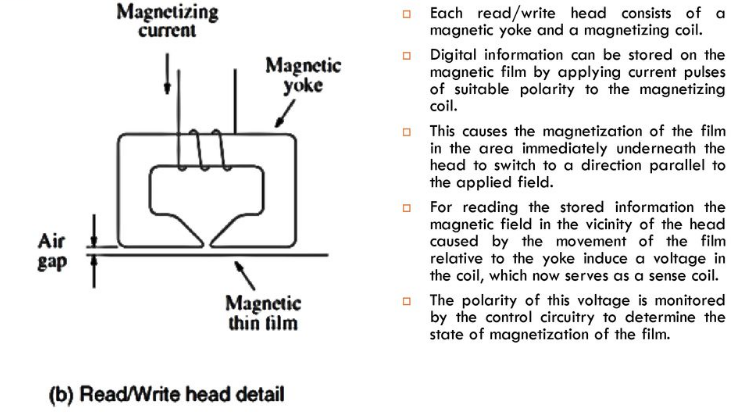 Magnetizing
current
Magnetic
yoke
Air
gap
Magnetic
thin film
(b) Read/Write head detail
Each read/write head consists of a
magnetic yoke and a magnetizing coil.
Digital information can be stored on the
magnetic film by applying current pulses
of suitable polarity to the magnetizing
coil.
This causes the magnetization of the film
in the area immediately underneath the
head to switch to a direction parallel to
the applied field.
For reading the stored information the
magnetic field in the vicinity of the head
caused by the movement of the film
relative to the yoke induce a voltage in
the coil, which now serves as a sense coil.
The polarity of this voltage is monitored
by the control circuitry to determine the
state of magnetization of the film.